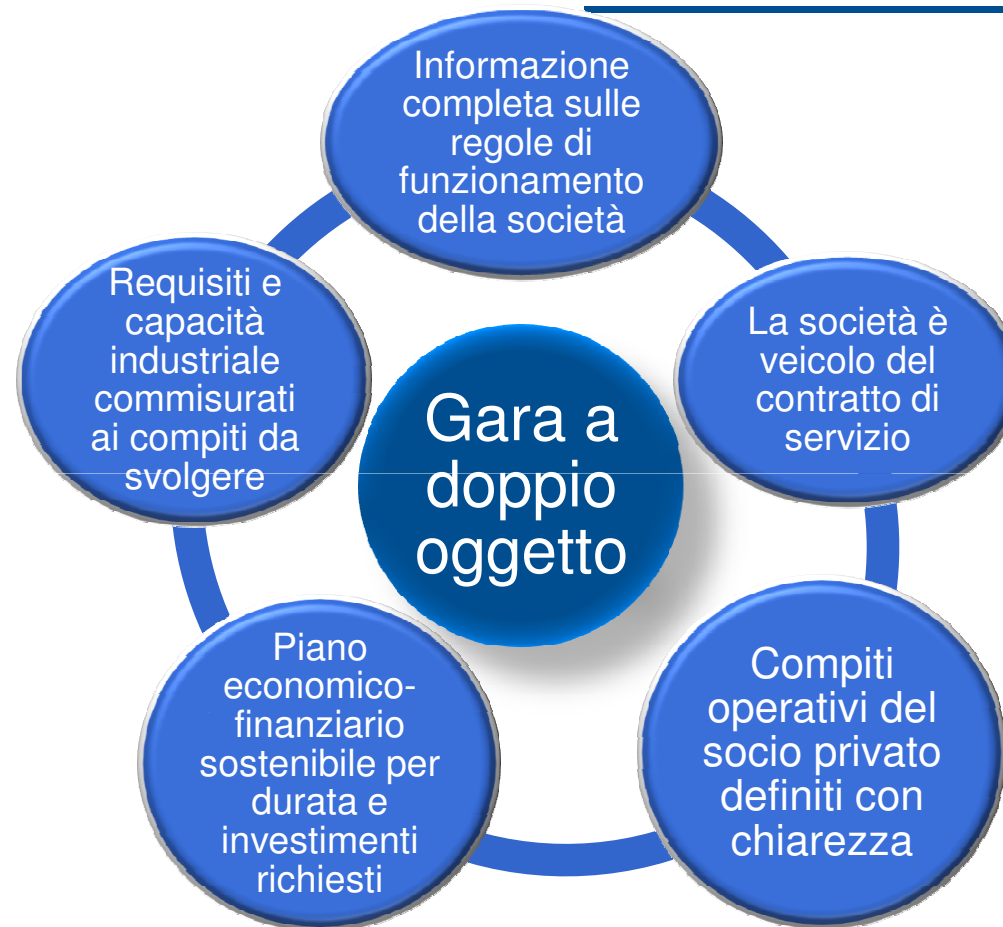 Informazione
completa sulle
regole di
funzionamento
della società
La società è
veicolo del
contratto di
servizio
Compiti
operativi del
socio privato
definiti con
chiarezza
Piano
economico-
finanziario
sostenibile per
durata e
investimenti
richiesti
Requisiti e
capacità
industriale
commisurati
ai compiti da
svolgere
Gara a
doppio
oggetto